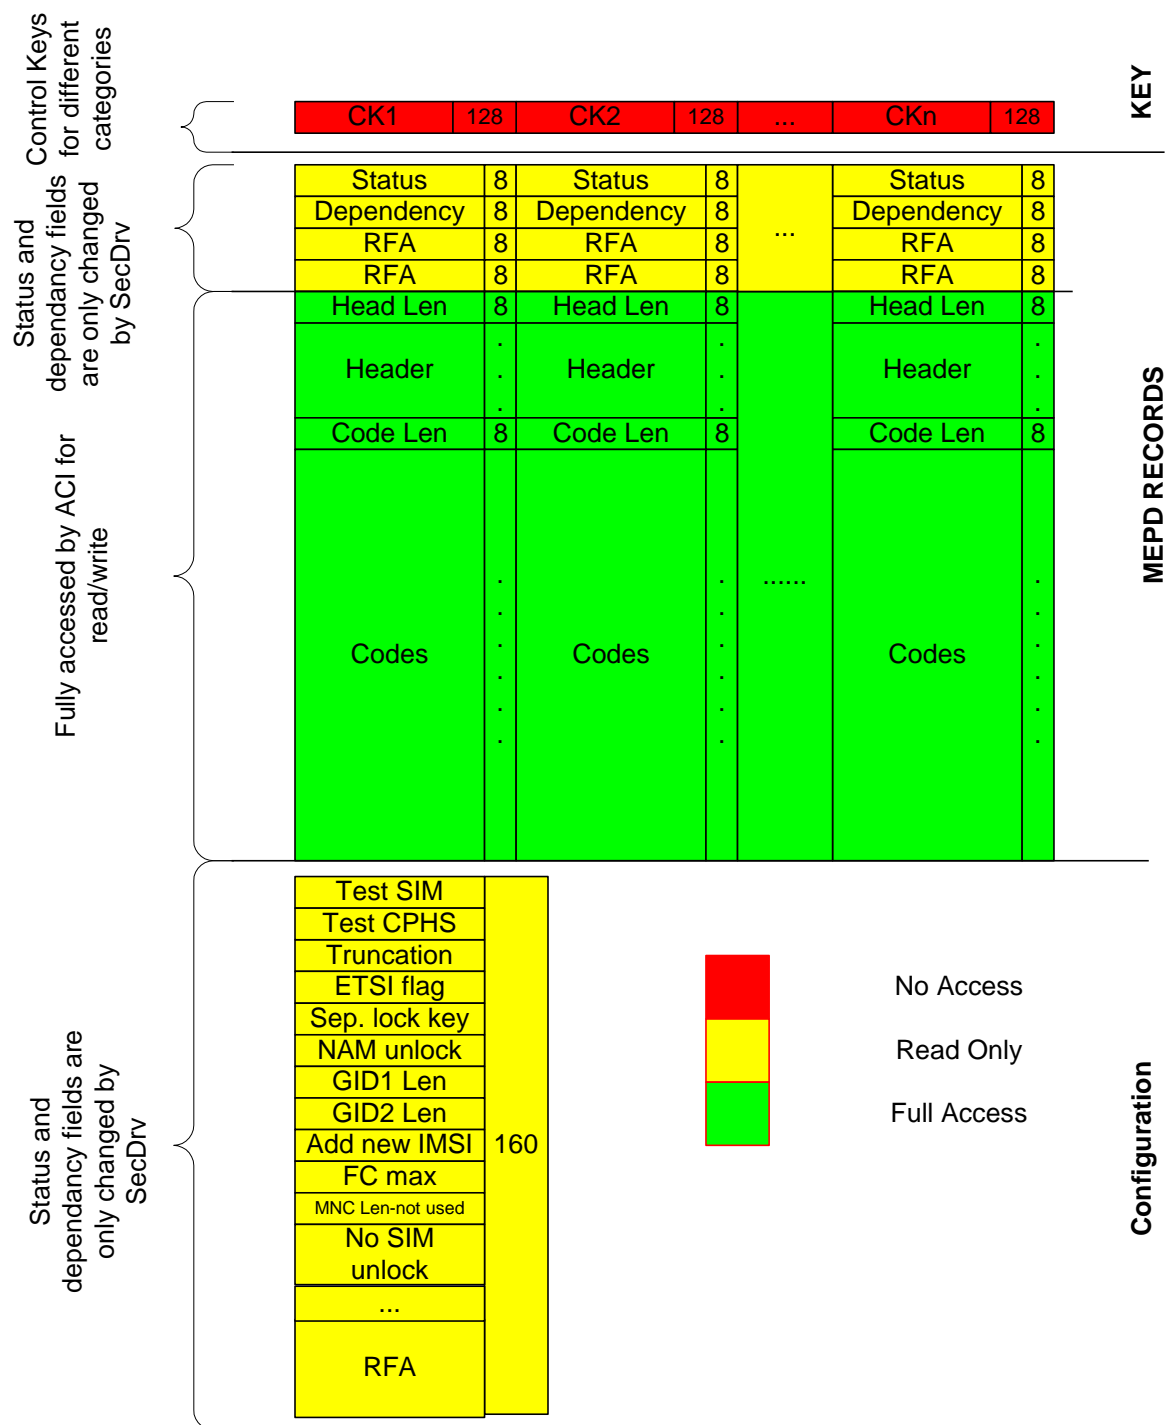 Control Keys
for different
categories
KEY
CK1 128 CK2 128 ... CKn 128
Status and
dependancy fields
are only changed
by SecDrv
Status 8 Status 8 Status 8
Dependency 8 Dependency 8 ... Dependency 8
RFA 8 RFA 8 RFA 8
RFA 8 RFA 8 RFA 8
MEPD RECORDS
Fully accessed by ACI for
read/write
Head Len 8 Head Len 8 Head Len 8
Header . . . Header . . . Header . . .
Code Len 8 Code Len 8 Code Len 8
Codes . . . . . . Codes . . . . . . ...... Codes . . . . . .
Status and
dependancy fields are
only changed by
SecDrv
Test SIM
Test CPHS
Truncation
ETSI flag
Sep. lock key
NAM unlock
GID1 Len
GID2 Len
Add new IMSI 160
FC max
MNC Len-not used
No SIM
unlock
...
RFA
No Access
Read Only
Full Access
Configuration